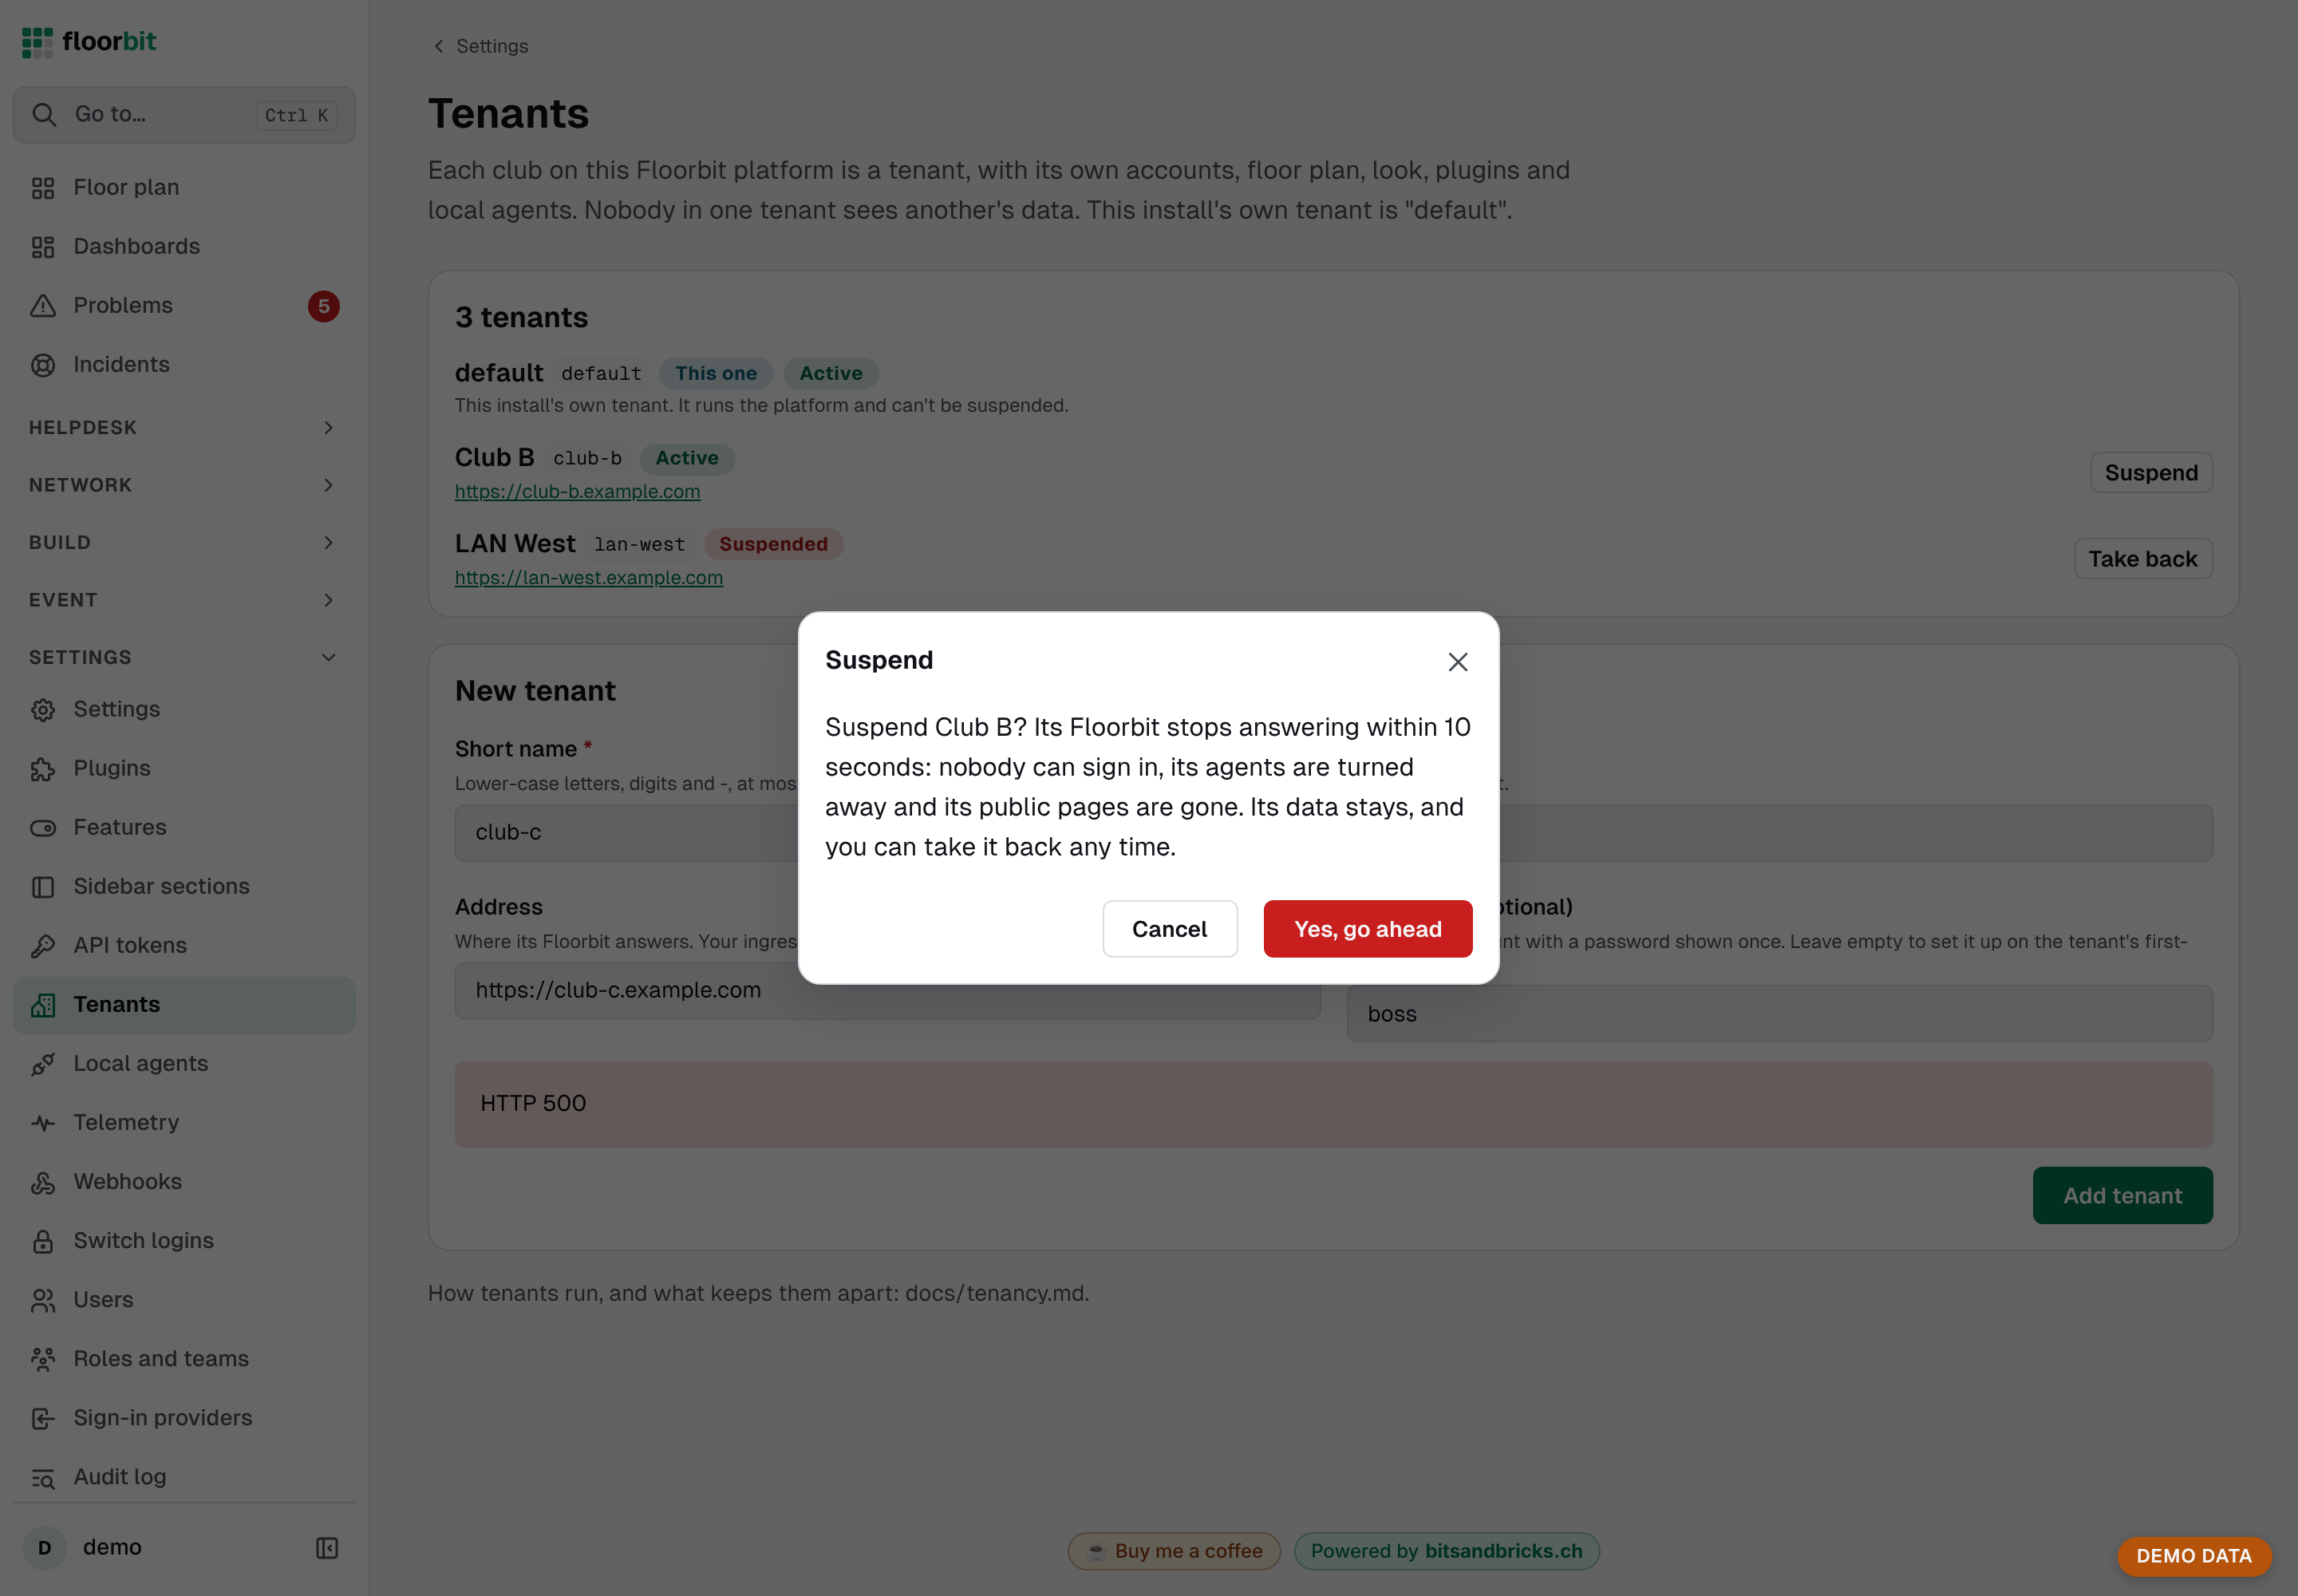 floorbit
Go to...
Ctrl K
Floor plan
Dashboards
Problems
5
Incidents
HELPDESK
NETWORK
BUILD
EVENT
SETTINGS
Settings
Plugins
Features
Sidebar sections
API tokens
Tenants
Local agents
Telemetry
Webhooks
Switch logins
Users
Roles and teams
Sign-in providers
Audit log
D
demo
Settings
Tenants
Each club on this Floorbit platform is a tenant, with its own accounts, floor plan, look, plugins and
local agents. Nobody in one tenant sees another's data. This install's own tenant is "default".
3 tenants
default default This one Active
This install's own tenant. It runs the platform and can't be suspended.
Club B club-b Active
https://club-b.example.com
Suspend
LAN West lan-west Suspended
https://lan-west.example.com
Take back
New tenant
Short name *
Lower-case letters, digits and -, at mos
club-c
Address
Where its Floorbit answers. Your ingres
https://club-c.example.com
nt with a password shown once. Leave empty to set it up on the tenant's first-
boss
HTTP 500
Add tenant
How tenants run, and what keeps them apart: docs/tenancy.md.
Suspend
Suspend Club B? Its Floorbit stops answering within 10
seconds: nobody can sign in, its agents are turned
away and its public pages are gone. Its data stays, and
you can take it back any time.
Cancel
Yes, go ahead
Buy me a coffee
Powered by bitsandbricks.ch
DEMO DATA